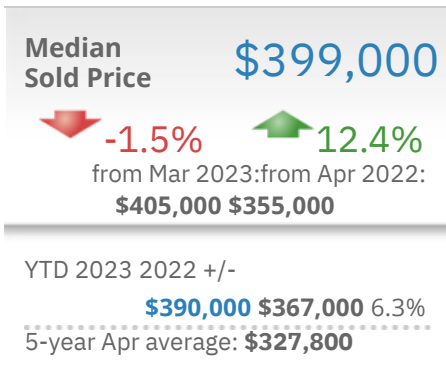 Median
Sold Price
$399,000
-1.5% 12.4%
from Mar 2023:from Apr 2022:
$405,000 $355,000
YTD 2023 2022 +/-
$390,000 $367,000 6.3%
5-year Apr average: $327,800